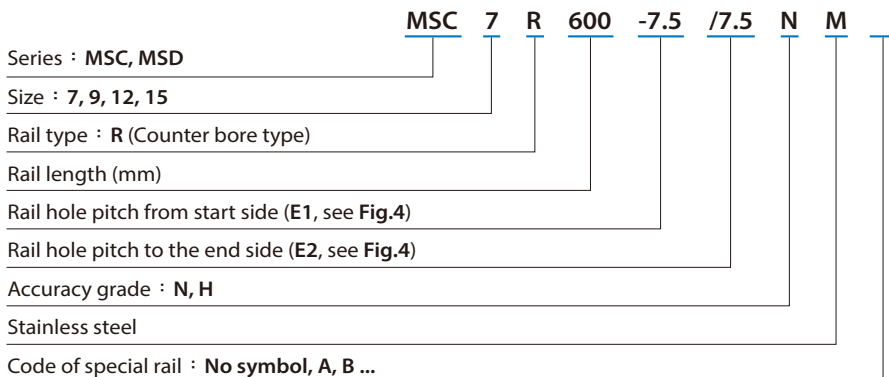 MSC 7 R 600 -7.5 /7.5 N M
Series：MSC, MSD
Size：7, 9, 12, 15
Rail type：R (Counter bore type)
Rail length (mm)
Rail hole pitch from start side (E1, see Fig.4)
Rail hole pitch to the end side (E2, see Fig.4)
Accuracy grade：N, H
Stainless steel
Code of special rail：No symbol, A, B ...